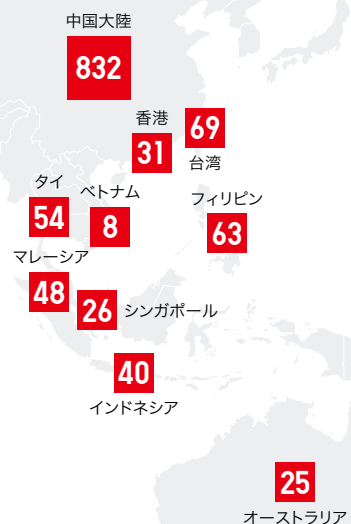 中国大陸
832
香港
31
69
台湾
タイ
54
ベトナム
8
フィリピン
63
マレーシア
48
26
シンガポール
40
インドネシア
25
オーストラリア